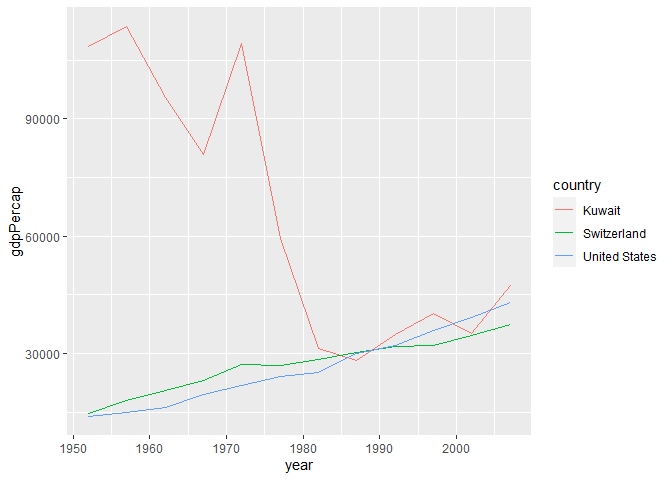 90000
60000
30000
gdpPercap
1950 1960 1970 1980 1990 2000
year
country
Kuwait
Switzerland
United States